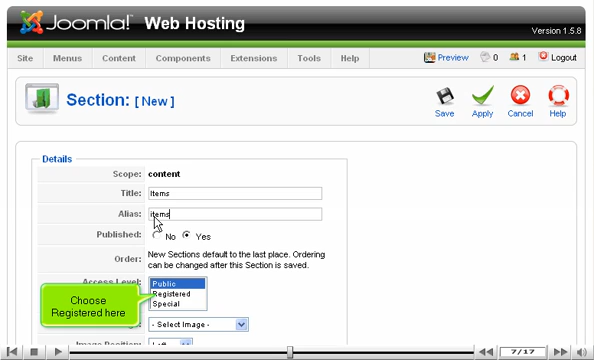 Joomla! Web Hosting
Version 1.5.8
Site Menus Content Components Extensions Tools Help Preview 0 1 Logout
Section: [ New ]
Save Apply Cancel Help
Details
Scope: content
Title: Items
Alias: items
Published: No Yes
Order: New Sections default to the last place. Ordering
can be changed after this Section is saved.
Access Level: Public
Registered
Special
Choose
Registered here
- Select Image -
Image Position: Left
7/17